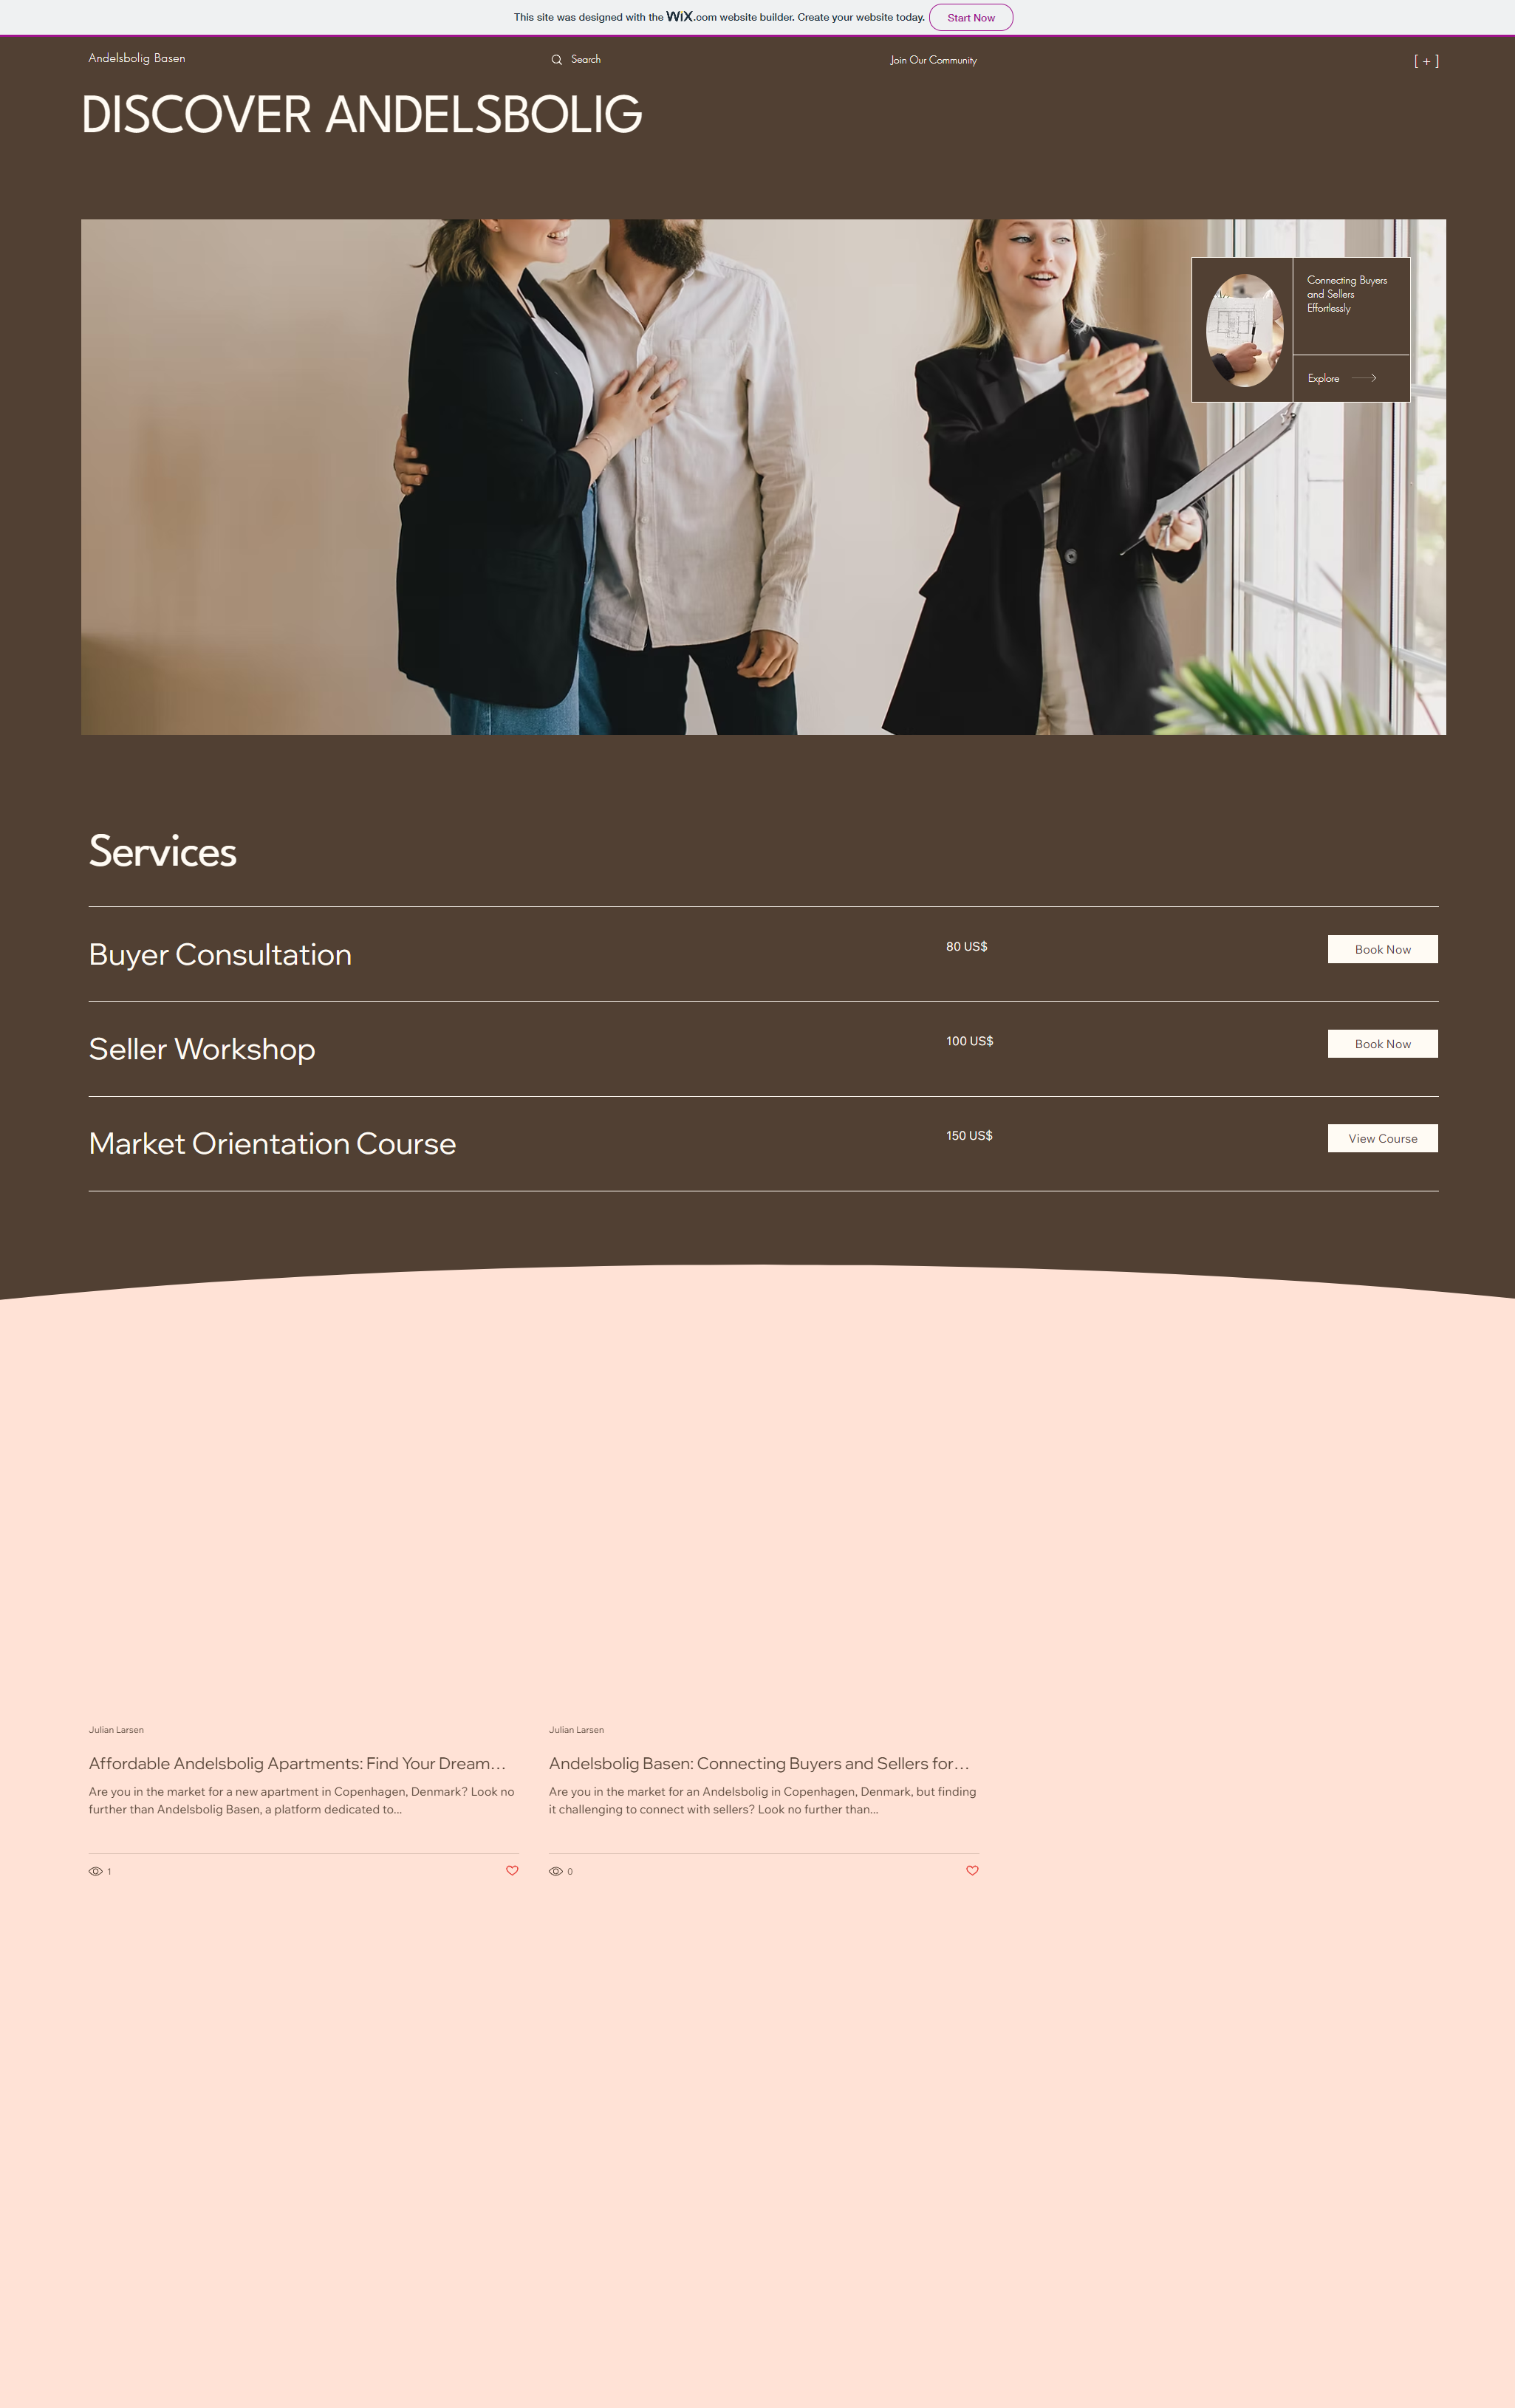 This site was designed with the WiX.com website builder. Create your website today.
Start Now
Andelsbolig Basen
Search
Join Our Community
[ + ]
DISCOVER ANDELSBOLIG
Connecting Buyers
and Sellers
Effortlessly
Explore
Services
Buyer Consultation
80 US$
Book Now
Seller Workshop
100 US$
Book Now
Market Orientation Course
150 US$
View Course
Julian Larsen
Affordable Andelsbolig Apartments: Find Your Dream...
Are you in the market for a new apartment in Copenhagen, Denmark? Look no
further than Andelsbolig Basen, a platform dedicated to...
1
Julian Larsen
Andelsbolig Basen: Connecting Buyers and Sellers for...
Are you in the market for an Andelsbolig in Copenhagen, Denmark, but finding
it challenging to connect with sellers? Look no further than...
0